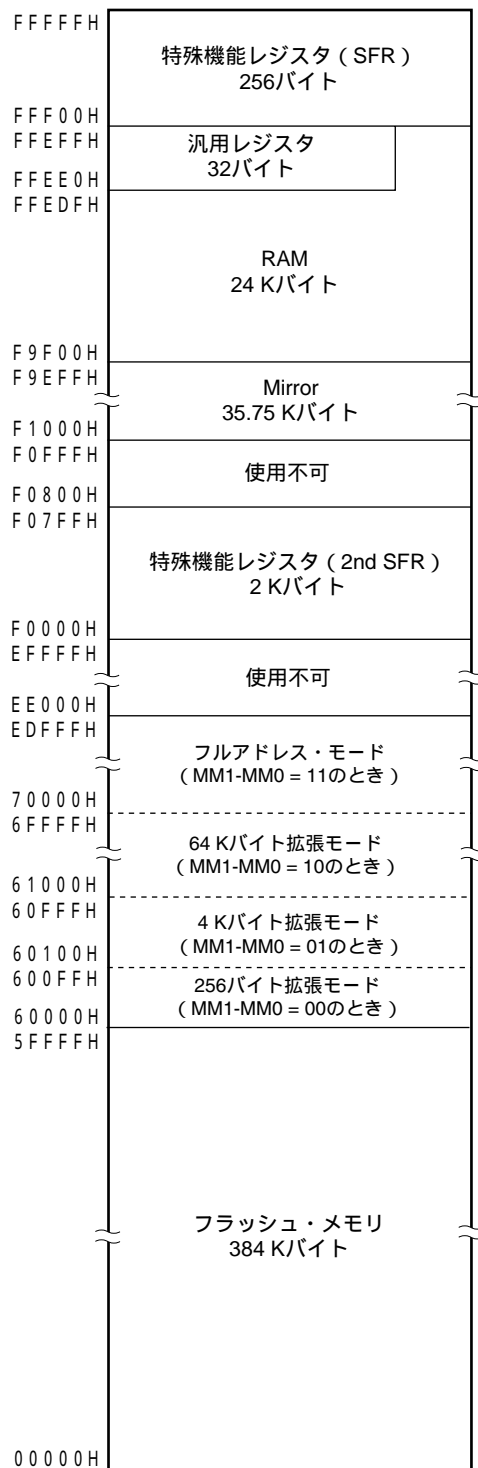 FFFFFH
特殊機能レジスタ（SFR）
256バイト
FFF00H
FFEFFH
汎用レジスタ
32バイト
FFEE0H
FFEDFH
RAM
24 Kバイト
F9F00H
F9EFFH
Mirror
35.75 Kバイト
F1000H
F0FFFH
使用不可
F0800H
F07FFH
特殊機能レジスタ（2nd SFR）
2 Kバイト
F0000H
EFFFFH
使用不可
EE000H
EDFFFH
フルアドレス・モード
（MM1-MM0 = 11のとき）
70000H
6FFFFH
64 Kバイト拡張モード
（MM1-MM0 = 10のとき）
61000H
60FFFH
4 Kバイト拡張モード
（MM1-MM0 = 01のとき）
60100H
600FFH
256バイト拡張モード
（MM1-MM0 = 00のとき）
60000H
5FFFFH
フラッシュ・メモリ
384 Kバイト
00000H